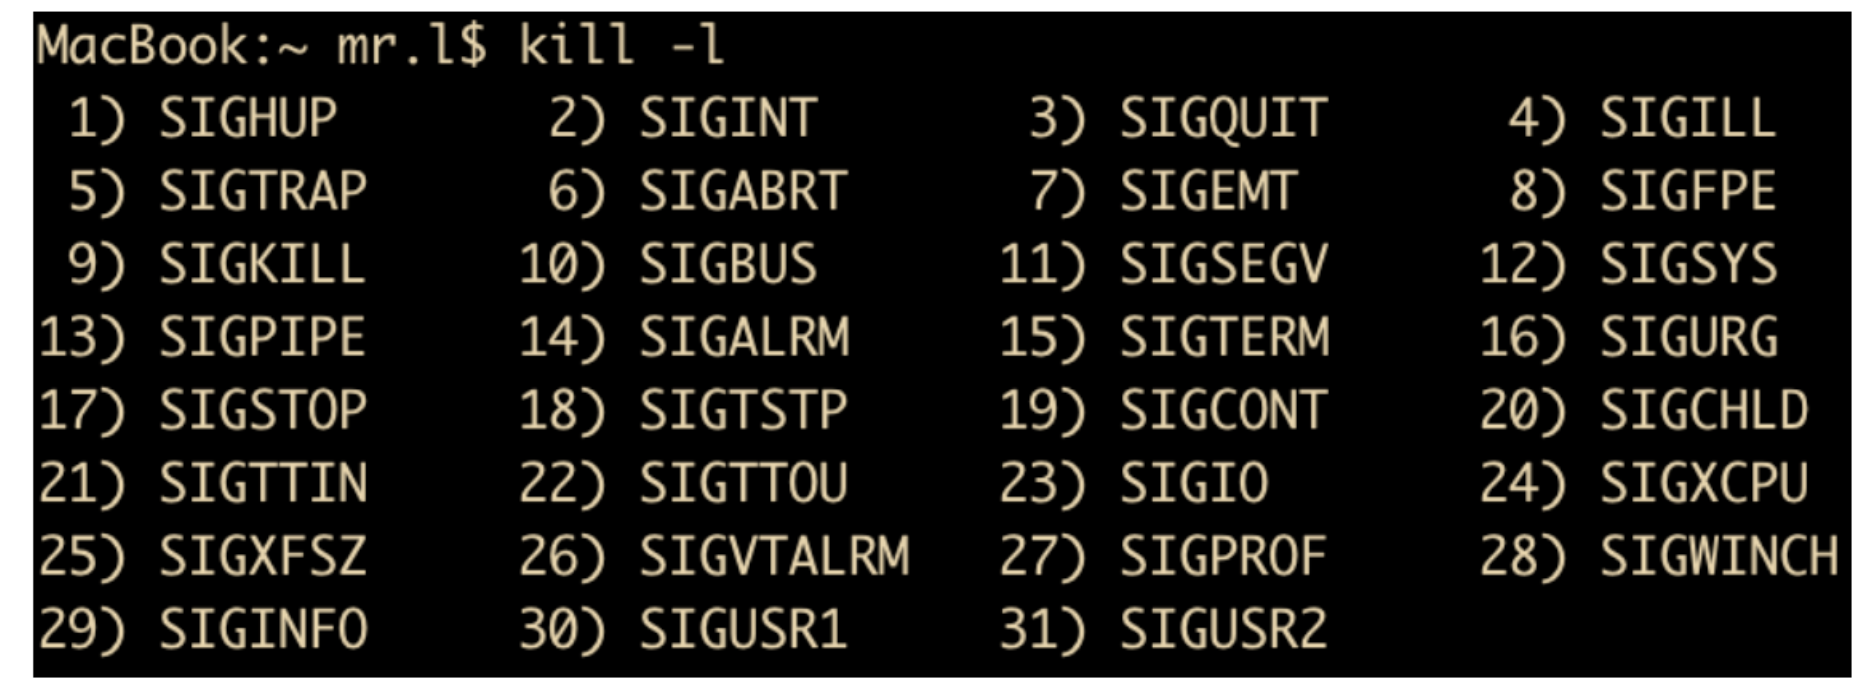 MacBook:~ mr.l$ kill -l
 1) SIGHUP       2) SIGINT       3) SIGQUIT      4) SIGILL
 5) SIGTRAP      6) SIGABRT      7) SIGEMT       8) SIGFPE
 9) SIGKILL     10) SIGBUS      11) SIGSEGV     12) SIGSYS
13) SIGPIPE     14) SIGALRM     15) SIGTERM     16) SIGURG
17) SIGSTOP     18) SIGTSTP     19) SIGCONT     20) SIGCHLD
21) SIGTTIN     22) SIGTTOU     23) SIGIO       24) SIGXCPU
25) SIGXFSZ     26) SIGVTALRM   27) SIGPROF     28) SIGWINCH
29) SIGINFO     30) SIGUSR1     31) SIGUSR2